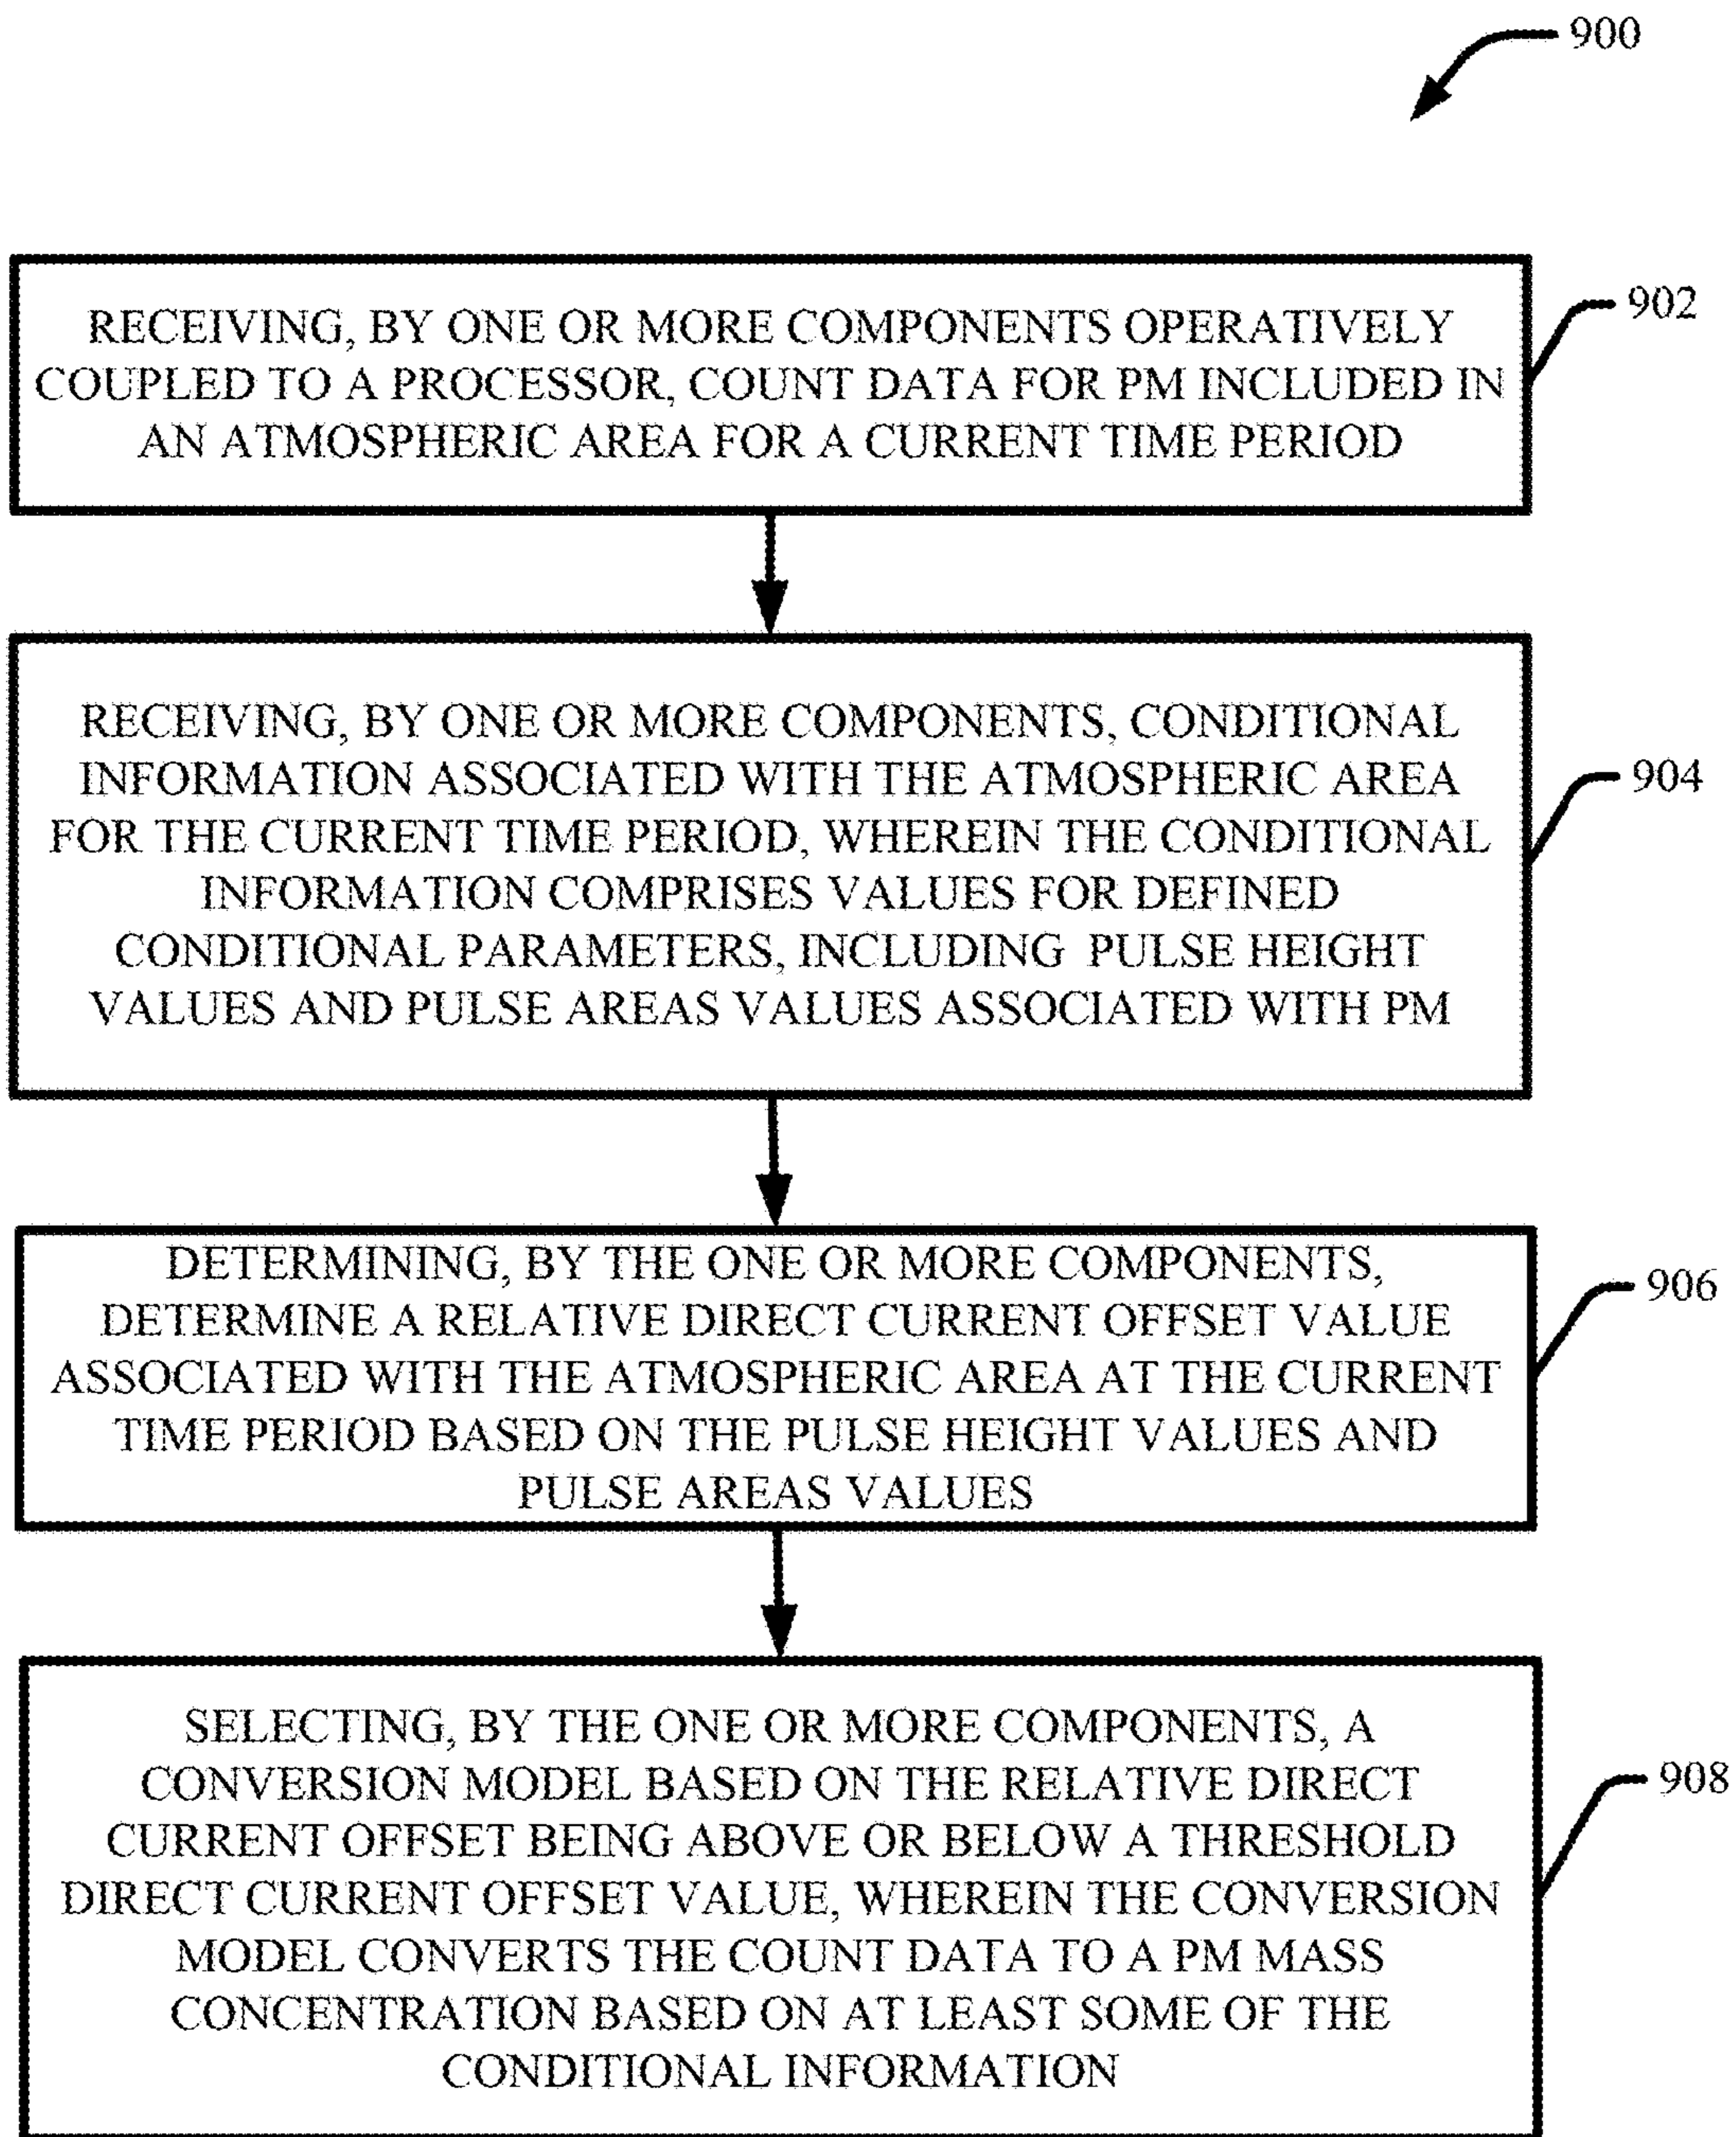 900
RECEIVING, BY ONE OR MORE COMPONENTS OPERATIVELY
COUPLED TO A PROCESSOR, COUNT DATA FOR PM INCLUDED IN
AN ATMOSPHERIC AREA FOR A CURRENT TIME PERIOD
902
RECEIVING, BY ONE OR MORE COMPONENTS, CONDITIONAL
INFORMATION ASSOCIATED WITH THE ATMOSPHERIC AREA
FOR THE CURRENT TIME PERIOD, WHEREIN THE CONDITIONAL
INFORMATION COMPRISES VALUES FOR DEFINED
CONDITIONAL PARAMETERS, INCLUDING PULSE HEIGHT
VALUES AND PULSE AREAS VALUES ASSOCIATED WITH PM
904
DETERMINING, BY THE ONE OR MORE COMPONENTS,
DETERMINE A RELATIVE DIRECT CURRENT OFFSET VALUE
ASSOCIATED WITH THE ATMOSPHERIC AREA AT THE CURRENT
TIME PERIOD BASED ON THE PULSE HEIGHT VALUES AND
PULSE AREAS VALUES
906
SELECTING, BY THE ONE OR MORE COMPONENTS, A
CONVERSION MODEL BASED ON THE RELATIVE DIRECT
CURRENT OFFSET BEING ABOVE OR BELOW A THRESHOLD
DIRECT CURRENT OFFSET VALUE, WHEREIN THE CONVERSION
MODEL CONVERTS THE COUNT DATA TO A PM MASS
CONCENTRATION BASED ON AT LEAST SOME OF THE
CONDITIONAL INFORMATION
908